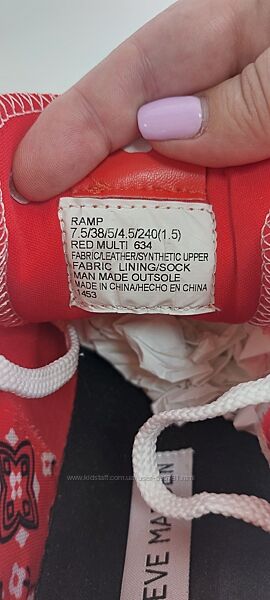 RAMP
7.5/38/5/4.5/240(1.5)
RED MULTI 634
FABRIC/LEATHER/SYNTHETIC UPPER
FABRIC LINING/SOCK
MAN MADE OUTSOLE
MADE IN CHINA/HECHO EN CHINA
1453
EVE MA